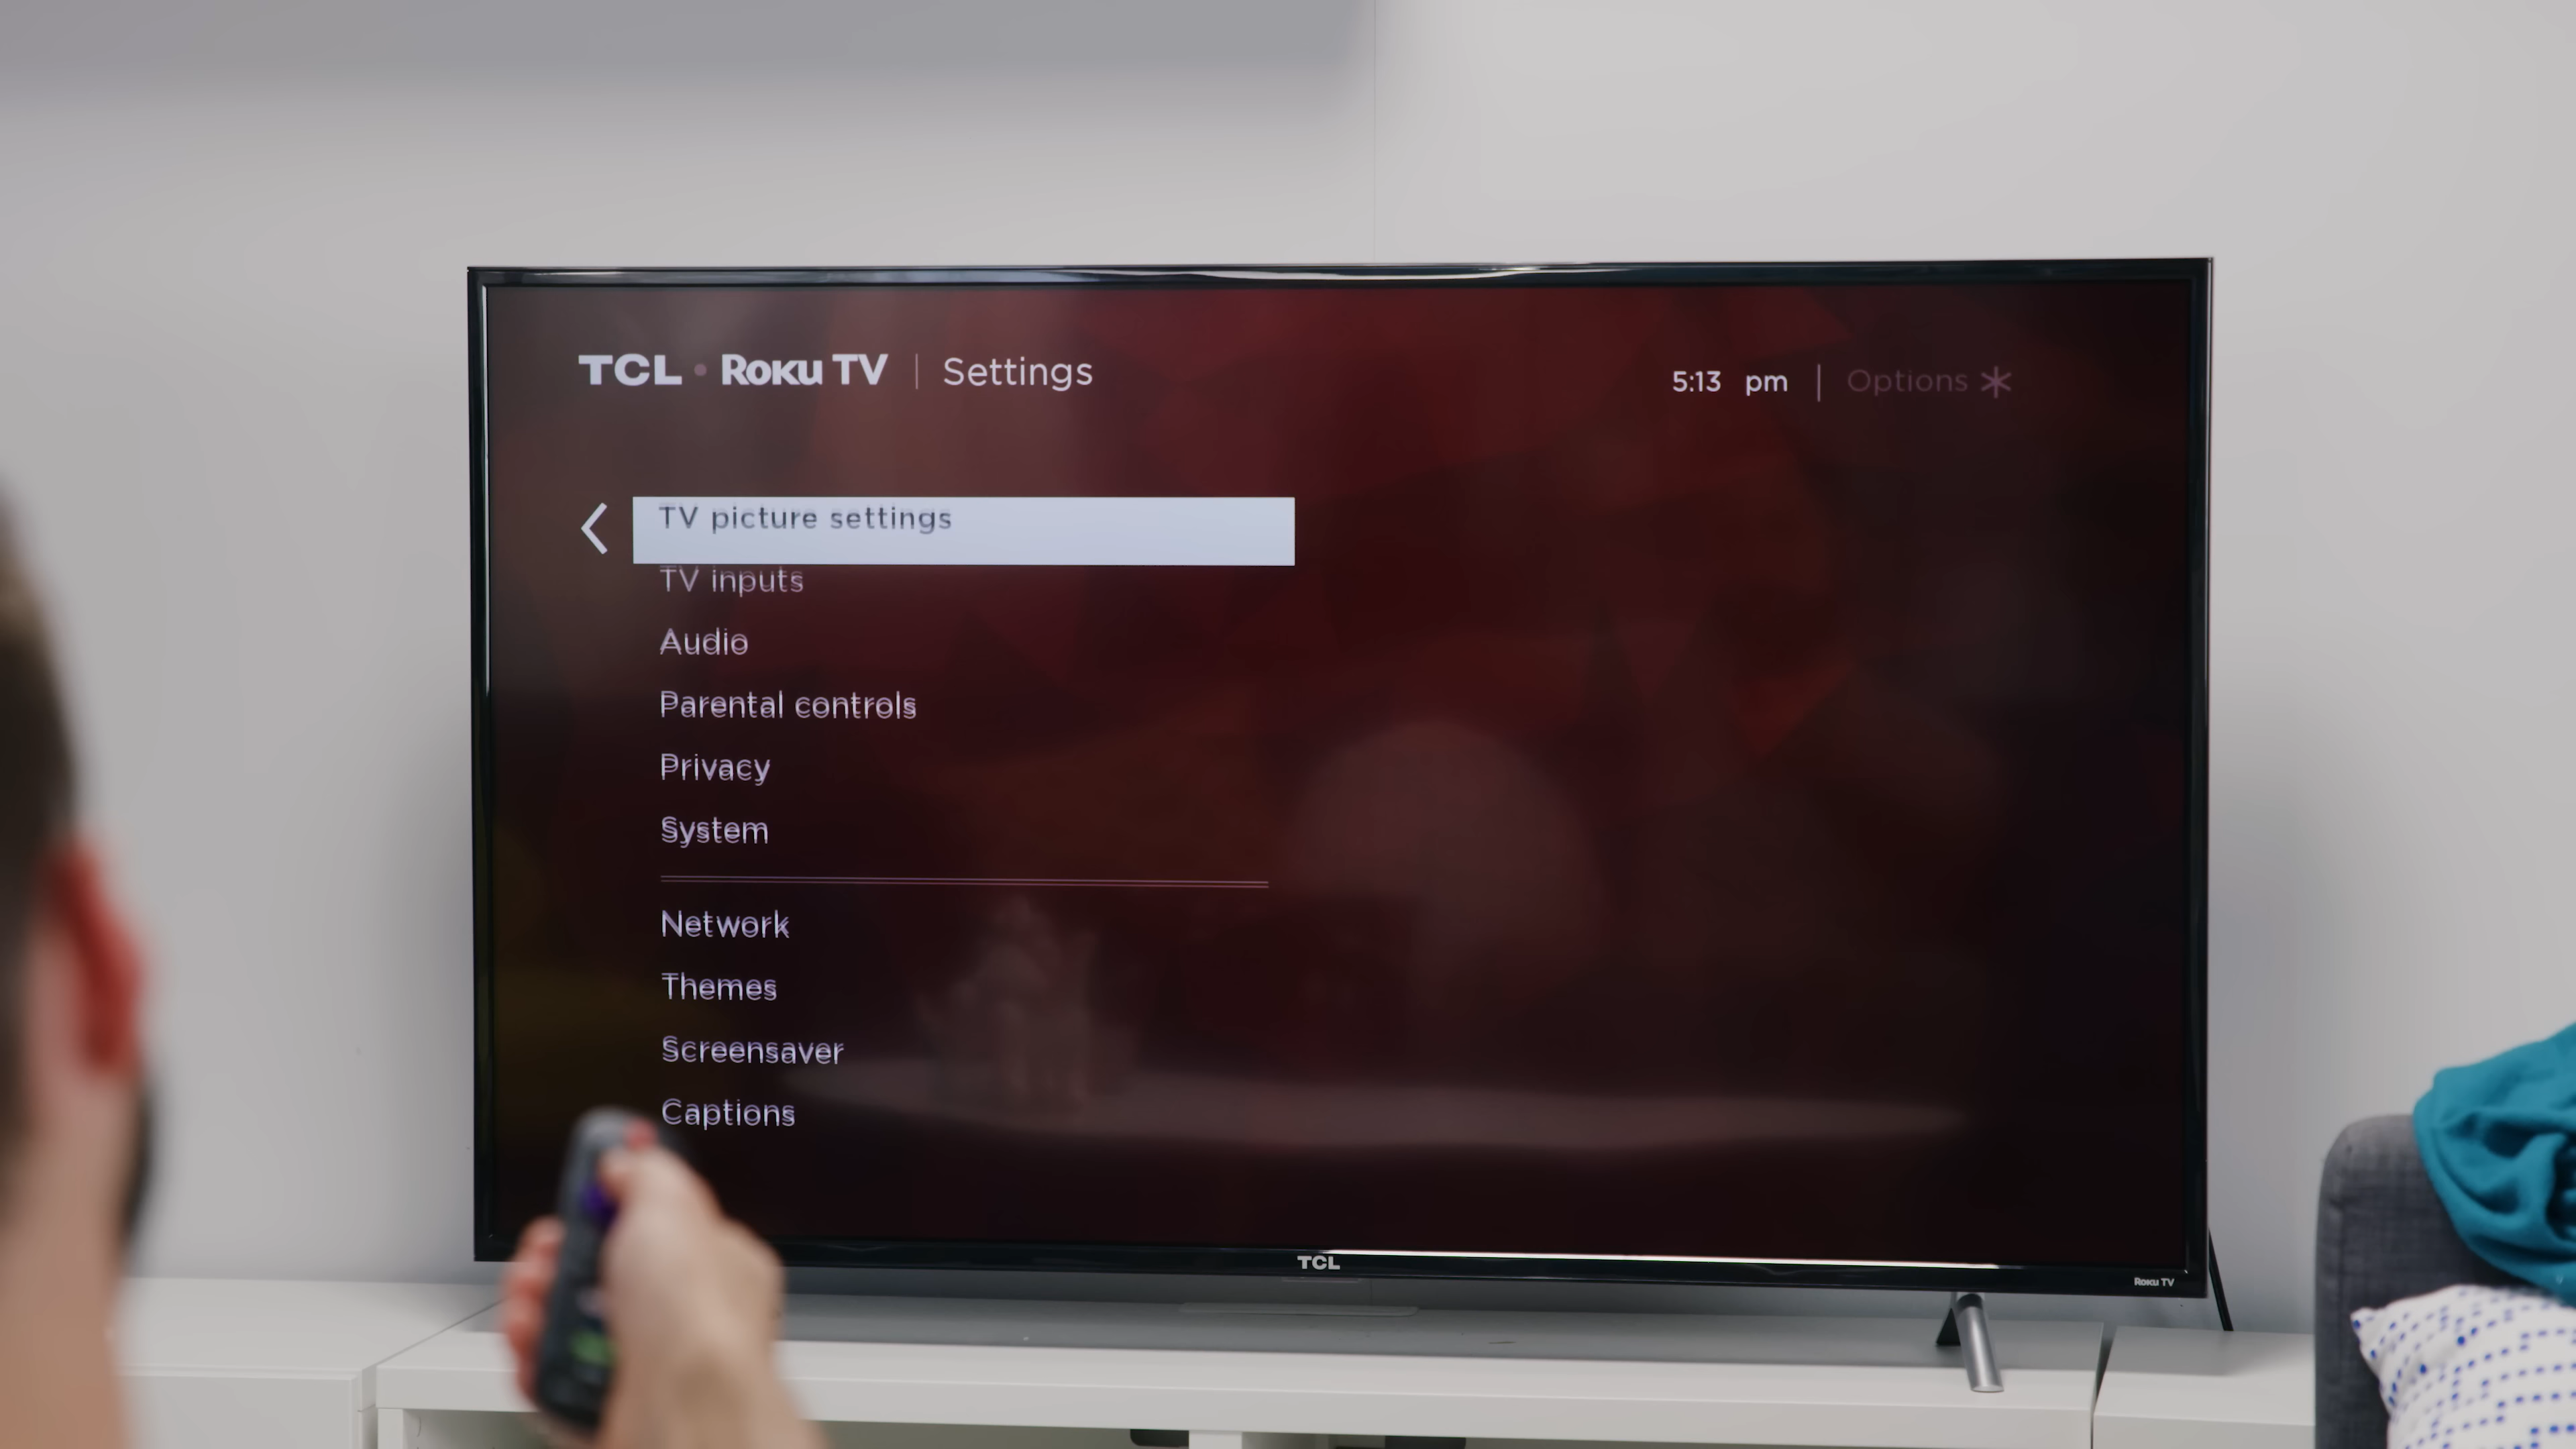 TCL • Roku TV | Settings
5:13 pm | Options *
TV picture settings
TV inputs
Audio
Parental controls
Privacy
System
Network
Themes
Screensaver
Captions
TCL
Roku TV